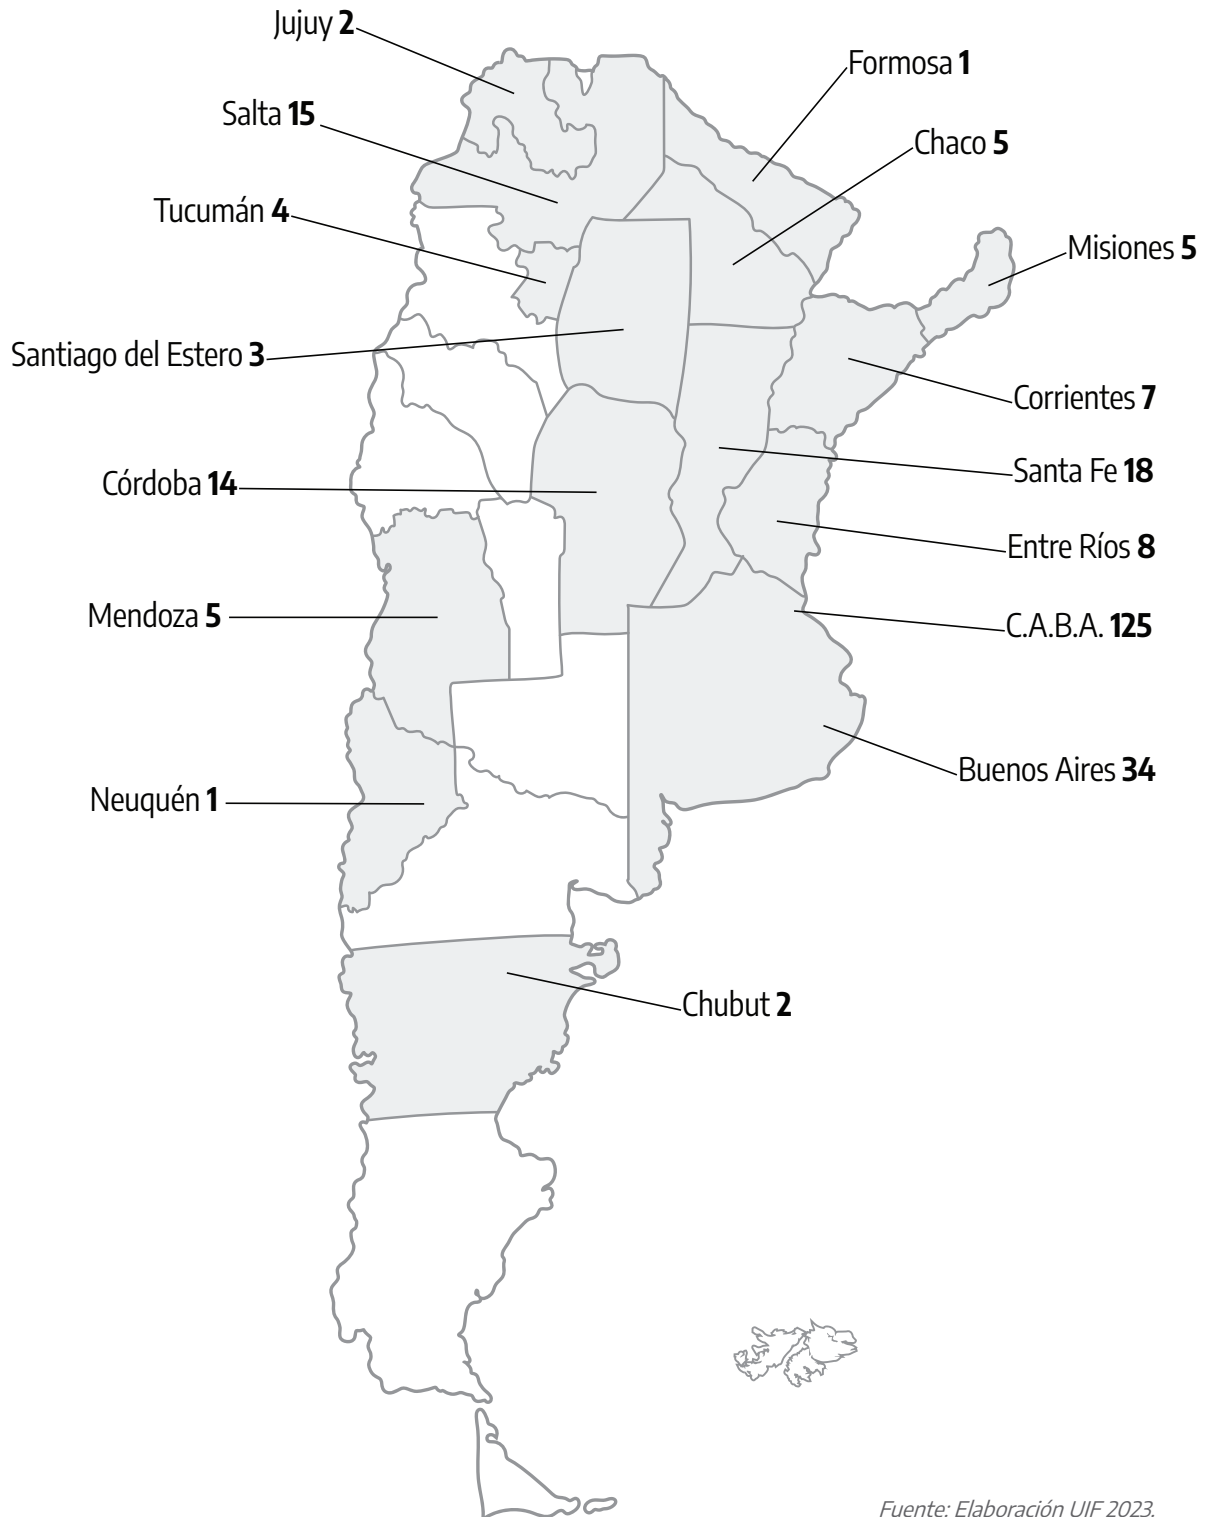 Jujuy 2
Formosa 1
Salta 15
Chaco 5
Tucumán 4
Misiones 5
Santiago del Estero 3
Corrientes 7
Santa Fe 18
Córdoba 14
Entre Ríos 8
Mendoza 5
C.A.B.A. 125
Buenos Aires 34
Neuquén 1
Chubut 2
Fuente: Elaboración UIF 2023.